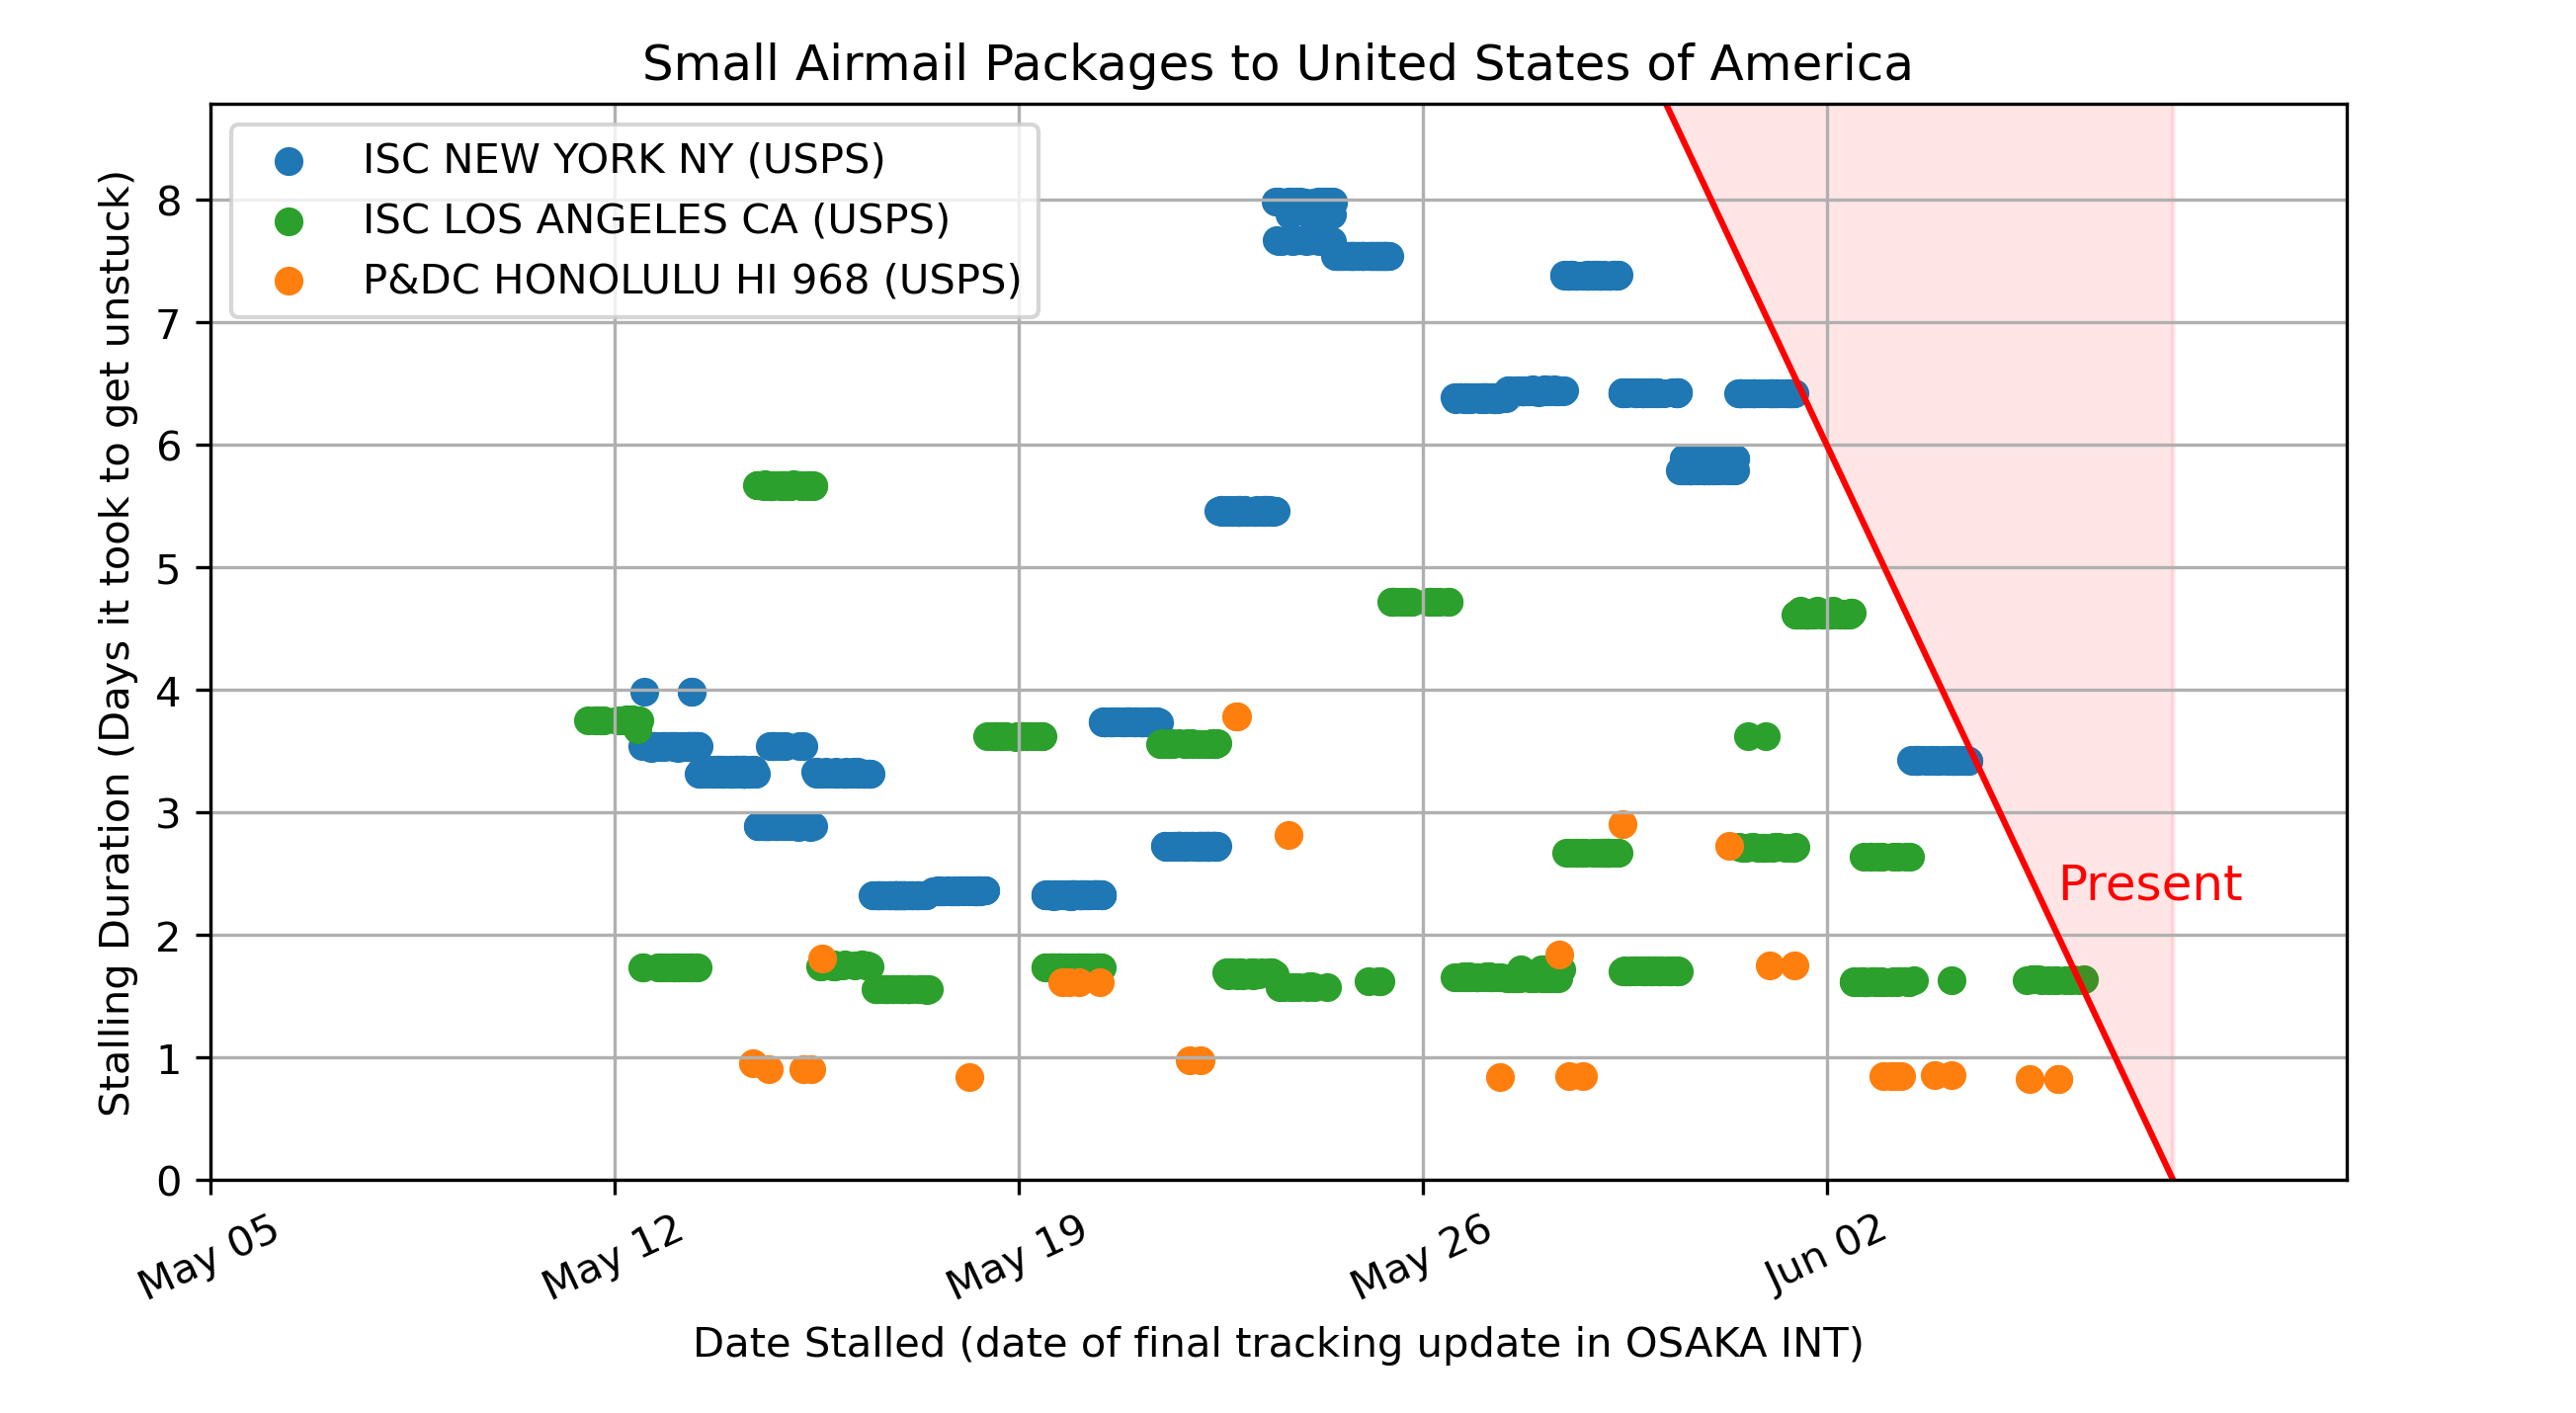 Small Airmail Packages to United States of America
ISC NEW YORK NY (USPS)
ISC LOS ANGELES CA (USPS)
P&DC HONOLULU HI 968 (USPS)
Stalling Duration (Days it took to get unstuck)
8
7
6
5
4
3
2
1
0
Present
May 05
May 12
May 19
May 26
Jun 02
Date Stalled (date of final tracking update in OSAKA INT)